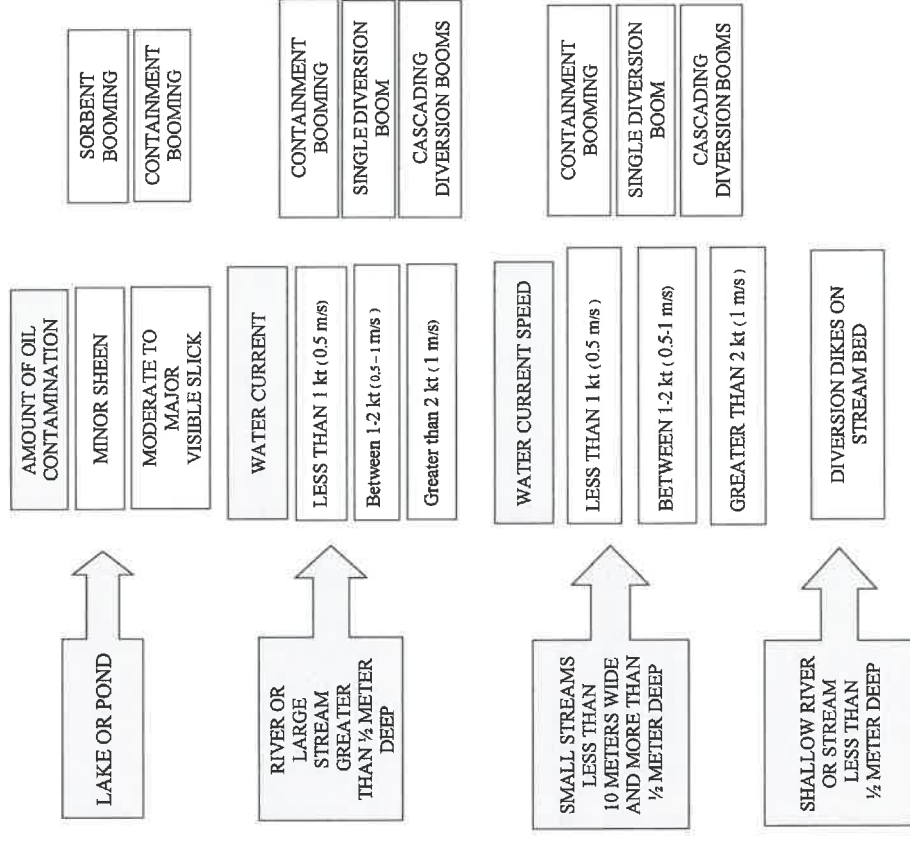 LAKE OR POND
AMOUNT OF OIL
CONTAMINATION
MINOR SHEEN
SORBENT
BOOMING
MODERATE TO
MAJOR
VISIBLE SLICK
CONTAINMENT
BOOMING
RIVER OR
LARGE
STREAM
GREATER
THAN ½ METER
DEEP
WATER CURRENT
LESS THAN 1 kt (0.5 m/s)
CONTAINMENT
BOOMING
Between 1-2 kt (0.5 – 1 m/s )
SINGLE DIVERSION
BOOM
Greater than 2 kt (1 m/s)
CASCADING
DIVERSION BOOMS
SMALL STREAMS
LESS THAN
10 METERS WIDE
AND MORE THAN
½ METER DEEP
WATER CURRENT SPEED
LESS THAN 1 kt (0.5 m/s )
CONTAINMENT
BOOMING
BETWEEN 1-2 kt ( 0.5-1 m/s)
SINGLE DIVERSION
BOOM
GREATER THAN 2 kt (1 m/s )
CASCADING
DIVERSION BOOMS
SHALLOW RIVER
OR STREAM
LESS THAN
½ METER DEEP
DIVERSION DIKES ON
STREAM BED